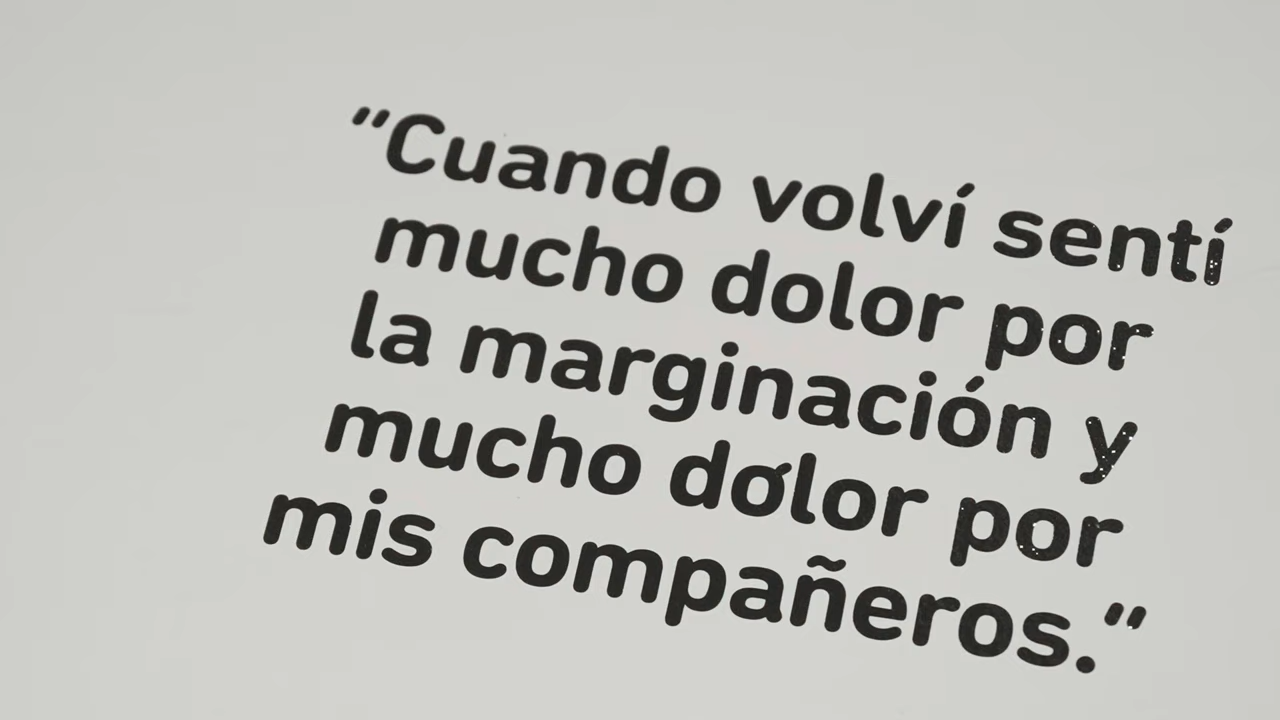 "Cuando volví sentí
mucho dolor por
la marginación y
mucho dolor por
mis compañeros."